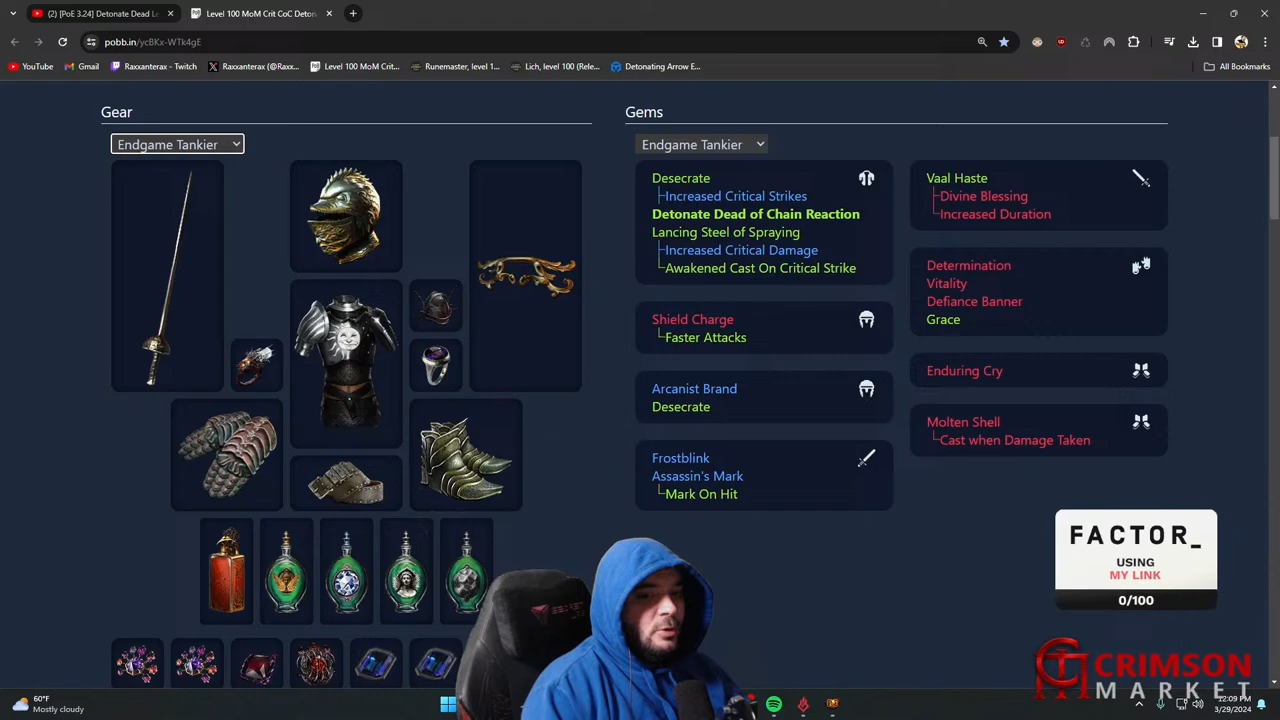 [PoE 3.24] Detonate Dead Le
Level 100 MoM Crit CoC Deton
pobb.in/ycBKx-WTk4gE
YouTube
Gmail
Raxxanterax - Twitch
Raxxanterax (@Raxx...
Level 100 MoM Crit...
Runemaster, level 1...
Lich, level 100 (Rele...
Detonating Arrow E...
All Bookmarks
Gear
Endgame Tankier
Gems
Endgame Tankier
Desecrate
Increased Critical Strikes
Detonate Dead of Chain Reaction
Lancing Steel of Spraying
Increased Critical Damage
Awakened Cast On Critical Strike
Shield Charge
Faster Attacks
Arcanist Brand
Desecrate
Frostblink
Assassin's Mark
Mark On Hit
Vaal Haste
Divine Blessing
Increased Duration
Determination
Vitality
Defiance Banner
Grace
Enduring Cry
Molten Shell
Cast when Damage Taken
FACTOR_
USING
MY LINK
0/100
CRIMSON
MARKET
60°F
Mostly cloudy
12:09 PM
3/29/2024